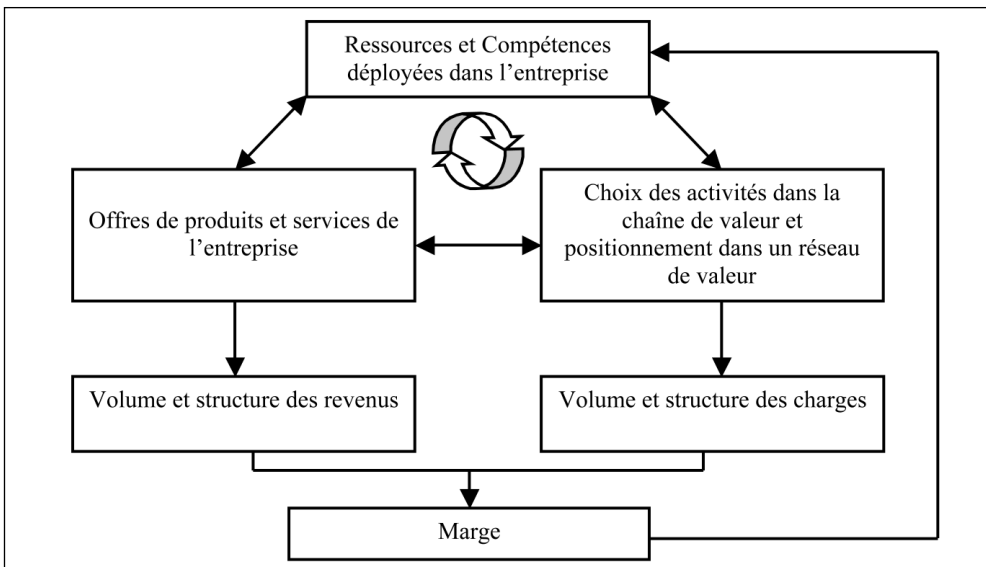 Ressources et Compétences
déployées dans l’entreprise
Offres de produits et services de
l’entreprise
Choix des activités dans la
chaîne de valeur et
positionnement dans un réseau
de valeur
Volume et structure des revenus
Volume et structure des charges
Marge